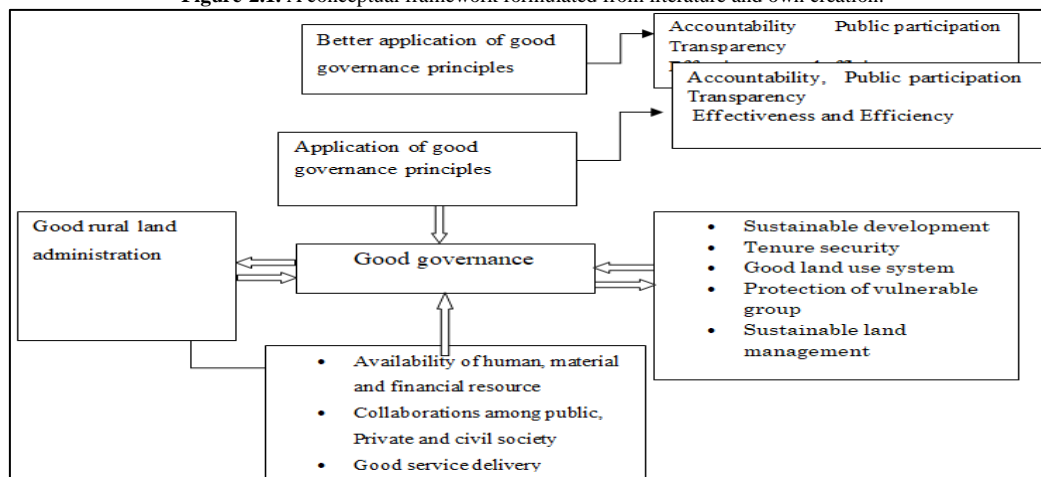 Figure 2.1. A conceptual framework formulated from literature and own creation.
Better application of good
governance principles
Accountability Public participation
Transparency
Accountability, Public participation
Transparency
Effectiveness and Efficiency
Application of good
governance principles
Good rural land
administration
Good governance
• Sustainable development
• Tenure security
• Good land use system
• Protection of vulnerable
group
• Sustainable land
management
• Availability of human, material
and financial resource
• Collaborations among public,
Private and civil society
• Good service delivery